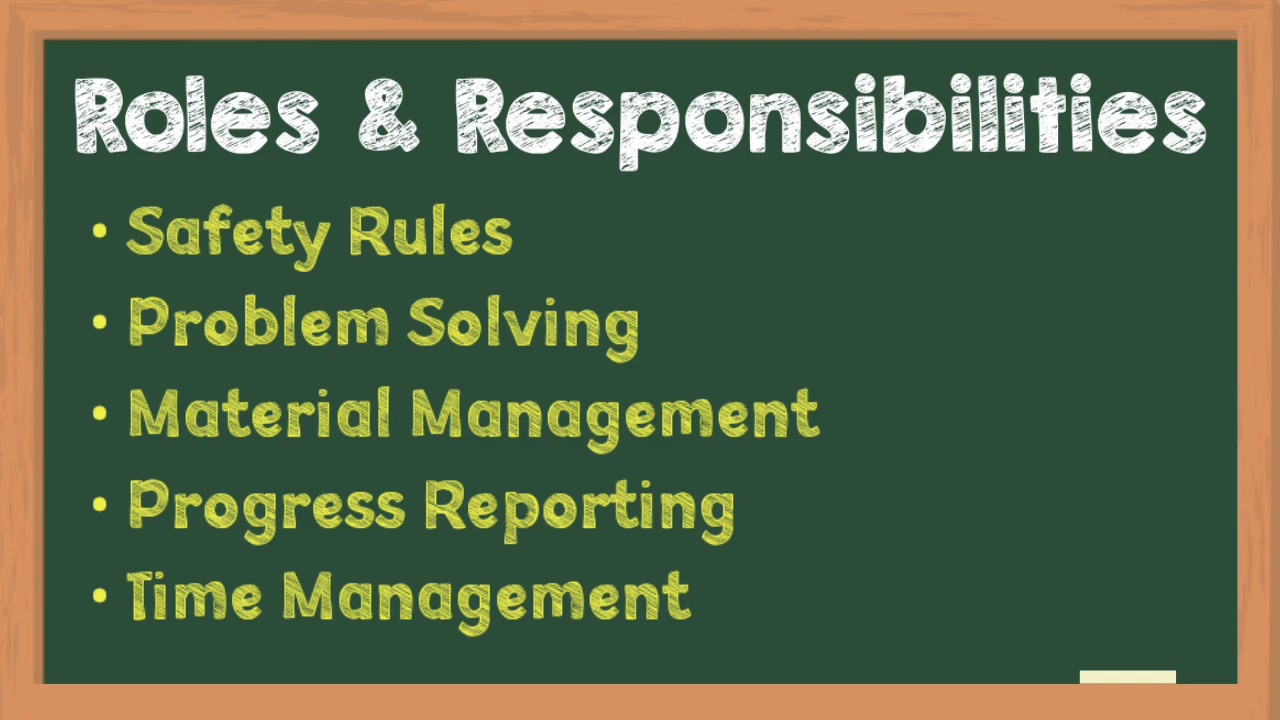 Roles & Responsibilities
• Safety Rules
• Problem Solving
• Material Management
• Progress Reporting
• Time Management